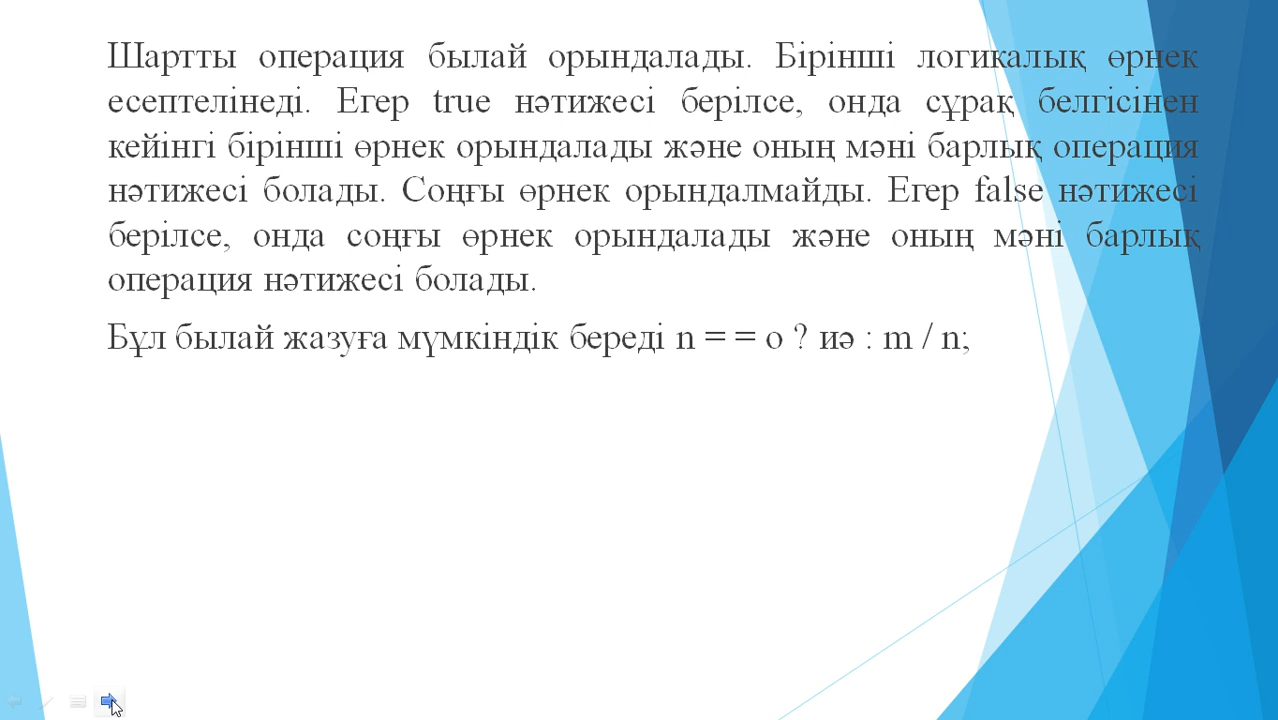 Шартты операция былай орындалады. Бірінші логикалық өрнек
есептелінеді. Егер true нәтижесі берілсе, онда сұрақ белгісінен
кейінгі бірінші өрнек орындалады және оның мәні барлық операция
нәтижесі болады. Соңғы өрнек орындалмайды. Егер false нәтижесі
берілсе, онда соңғы өрнек орындалады және оның мәні барлық
операция нәтижесі болады.
Бұл былай жазуға мүмкіндік береді n = = o ? иә : m / n;